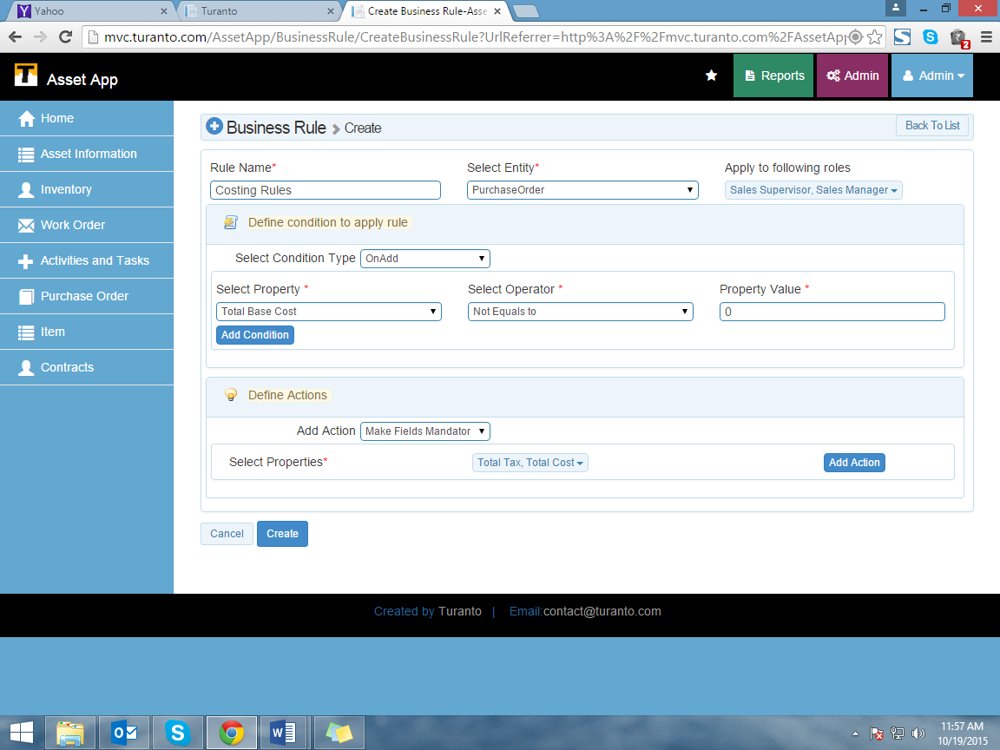 Yahoo
Turanto
Create Business Rule-Asse
mvc.turanto.com/AssetApp/BusinessRule/CreateBusinessRule?UrlReferrer=http%3A%2F%2Fmvc.turanto.com%2FAssetApp
2
T Asset App
Reports
Admin
Admin
Home
Asset Information
Inventory
Work Order
Activities and Tasks
Purchase Order
Item
Contracts
Business Rule Create
Back To List
Rule Name* Select Entity* Apply to following roles
Costing Rules PurchaseOrder Sales Supervisor, Sales Manager
Define condition to apply rule
Select Condition Type OnAdd
Select Property * Select Operator * Property Value *
Total Base Cost Not Equals to 0
Add Condition
Define Actions
Add Action Make Fields Mandator
Select Properties* Total Tax, Total Cost Add Action
Cancel Create
Created by Turanto | Email:contact@turanto.com
11:57 AM
10/19/2015